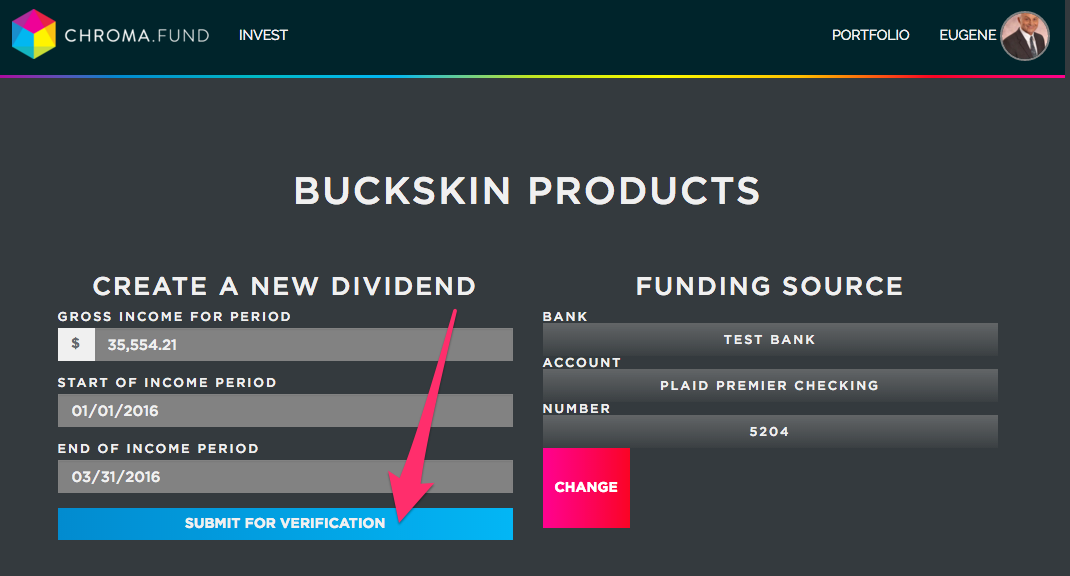 CHROMA.FUND INVEST PORTFOLIO EUGENE
BUCKSKIN PRODUCTS
CREATE A NEW DIVIDEND
GROSS INCOME FOR PERIOD
$ 35,554.21
START OF INCOME PERIOD
01/01/2016
END OF INCOME PERIOD
03/31/2016
SUBMIT FOR VERIFICATION
FUNDING SOURCE
BANK
TEST BANK
ACCOUNT
PLAID PREMIER CHECKING
NUMBER
5204
CHANGE